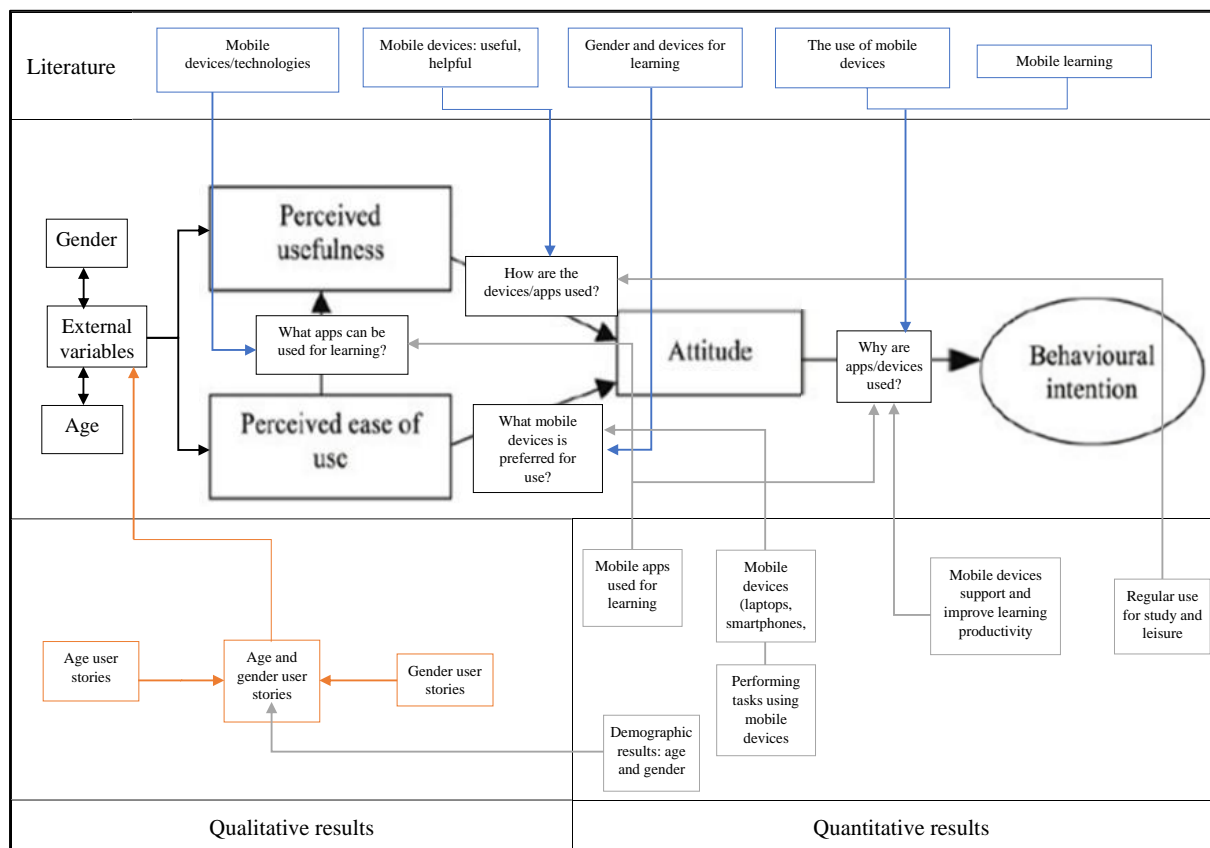 Literature
Mobile
devices/technologies
Mobile devices: useful,
helpful
Gender and devices for
learning
The use of mobile
devices
Mobile learning
Gender
External
variables
Age
Perceived
usefulness
What apps can be
used for learning?
Perceived ease of
use
How are the
devices/apps used?
What mobile
devices is
preferred for
use?
Attitude
Why are
apps/devices
used?
Behavioural
intention
Age user
stories
Age and
gender user
stories
Gender user
stories
Mobile apps
used for
learning
Mobile
devices
(laptops,
smartphones,
Performing
tasks using
mobile
devices
Demographic
results: age
and gender
Mobile devices
support and
improve learning
productivity
Regular use
for study and
leisure
Qualitative results
Quantitative results